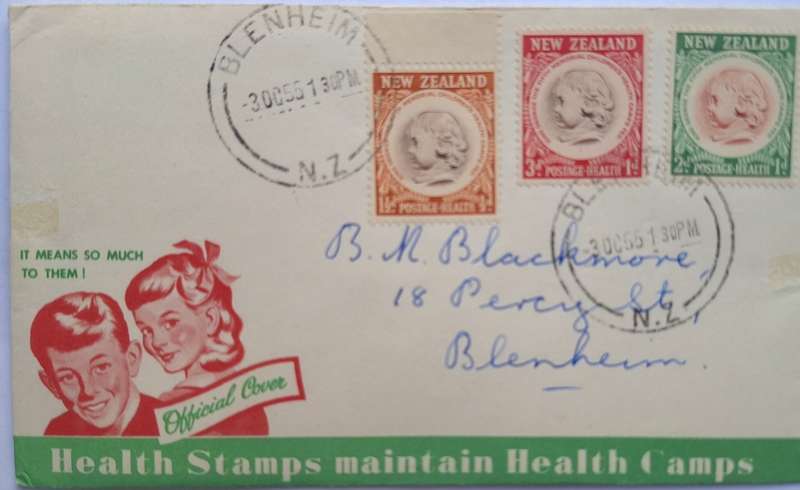 BLENHEIM
-3 OC 55 1 30PM
N.Z
NEW ZEALAND
1½d ½d
POSTAGE-HEALTH
NEW ZEALAND
3d 1d
POSTAGE-HEALTH
NEW ZEALAND
2d 1d
POSTAGE-HEALTH
-3 OC 55 1 30PM
N.Z
B. M. Blackmore,
18 Percy St,
Blenheim.
IT MEANS SO MUCH
TO THEM!
Official Cover
Health Stamps maintain Health Camps